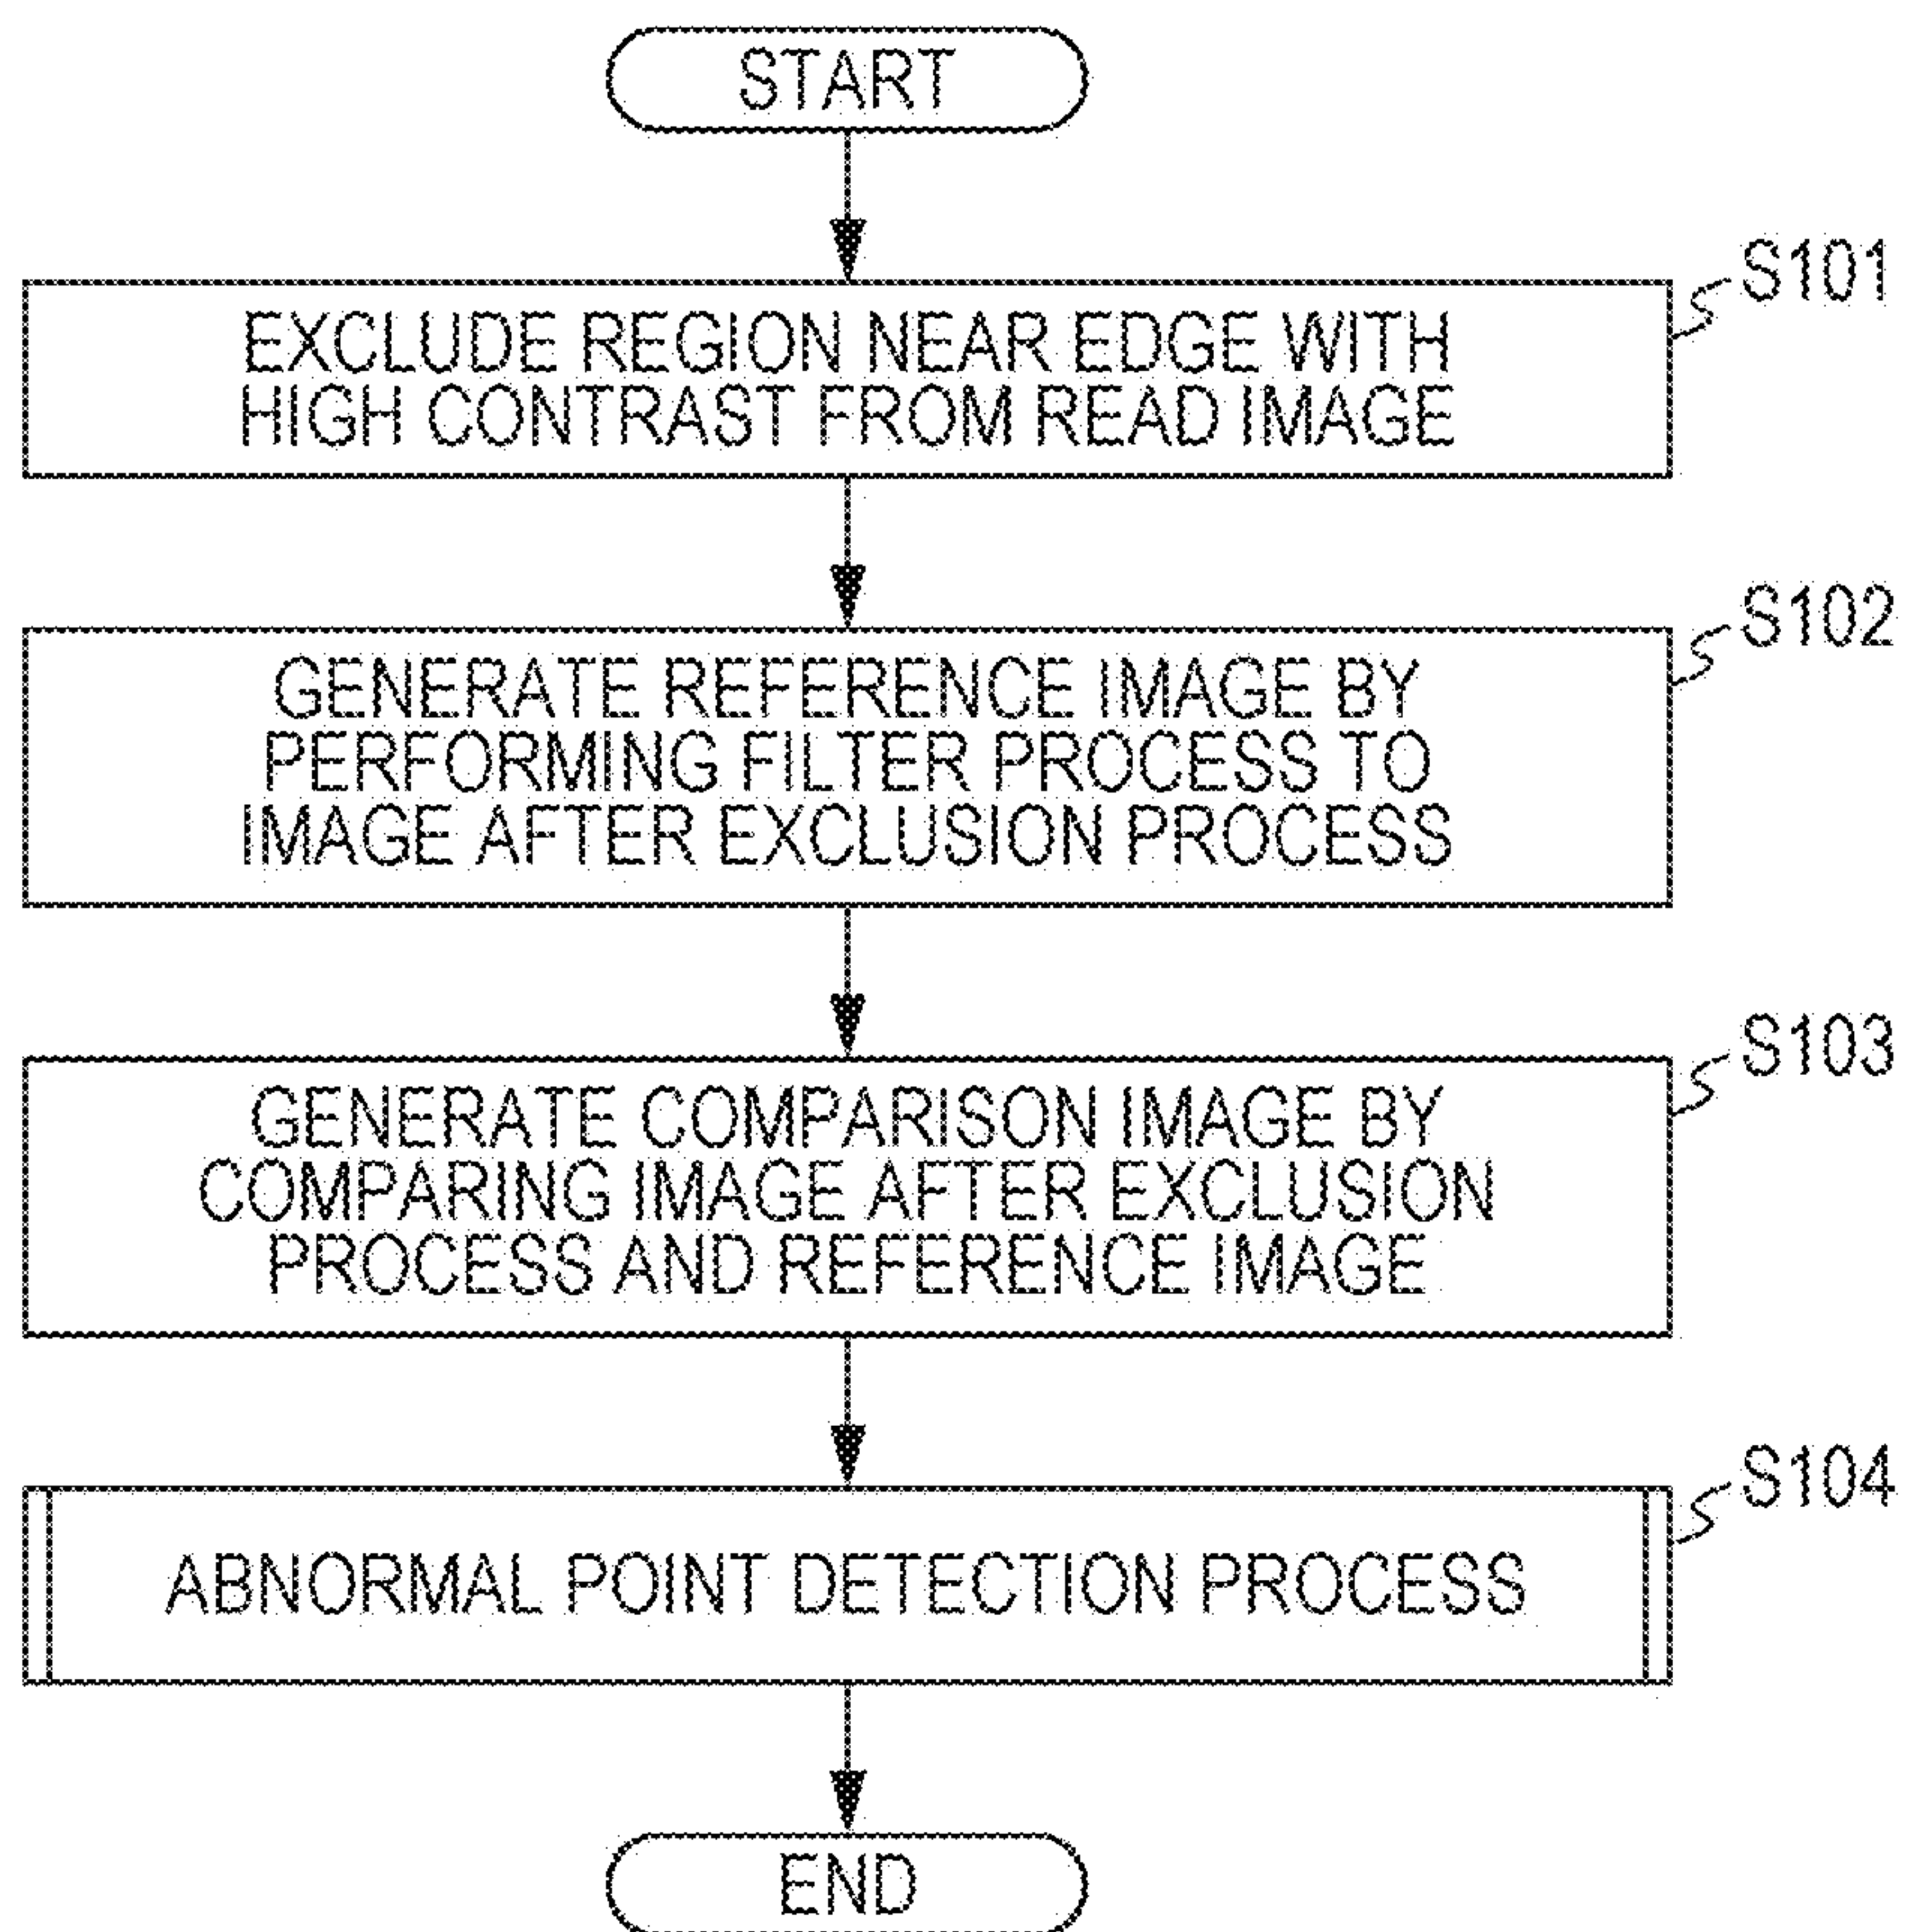 START
S101
EXCLUDE REGION NEAR EDGE WITH
HIGH CONTRAST FROM READ IMAGE
S102
GENERATE REFERENCE IMAGE BY
PERFORMING FILTER PROCESS TO
IMAGE AFTER EXCLUSION PROCESS
S103
GENERATE COMPARISON IMAGE BY
COMPARING IMAGE AFTER EXCLUSION
PROCESS AND REFERENCE IMAGE
S104
ABNORMAL POINT DETECTION PROCESS
END